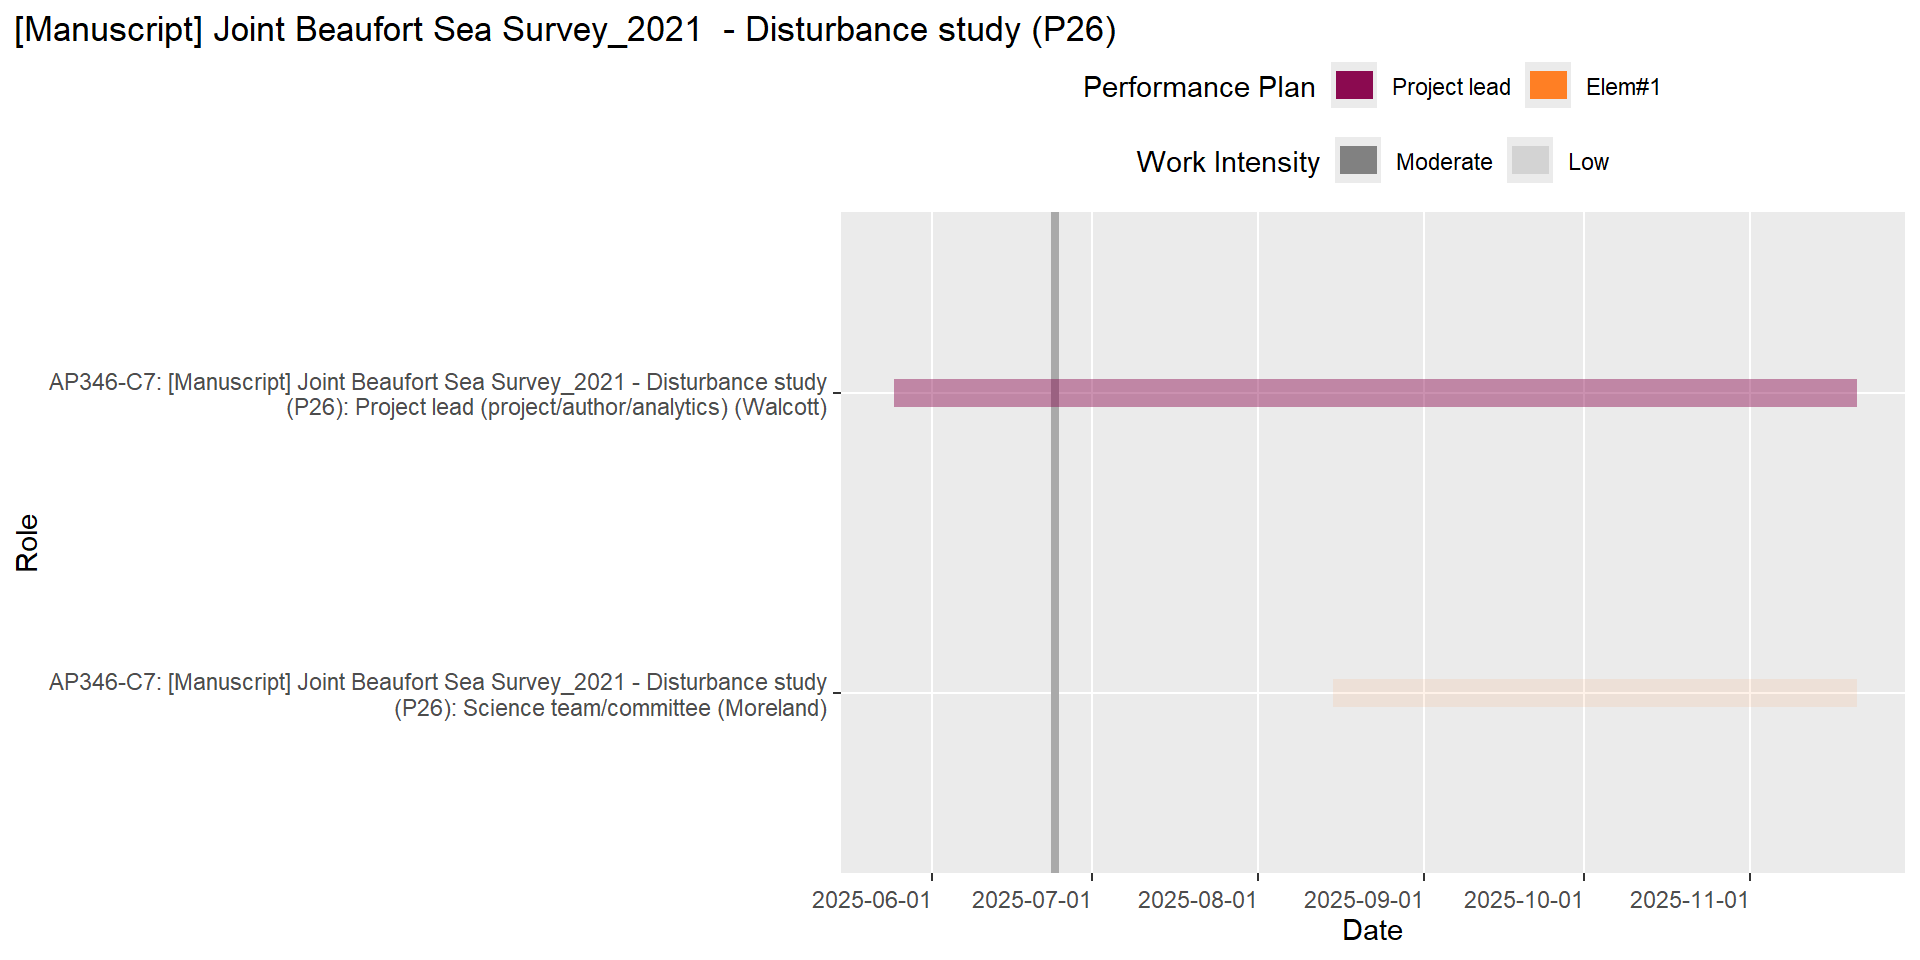 [Manuscript] Joint Beaufort Sea Survey_2021  - Disturbance study (P26)
Performance Plan Project lead Elem#1
Work Intensity Moderate Low
AP346-C7: [Manuscript] Joint Beaufort Sea Survey_2021 - Disturbance study
(P26): Project lead (project/author/analytics) (Walcott)
Role
AP346-C7: [Manuscript] Joint Beaufort Sea Survey_2021 - Disturbance study
(P26): Science team/committee (Moreland)
2025-06-01 2025-07-01 2025-08-01 2025-09-01 2025-10-01 2025-11-01
Date